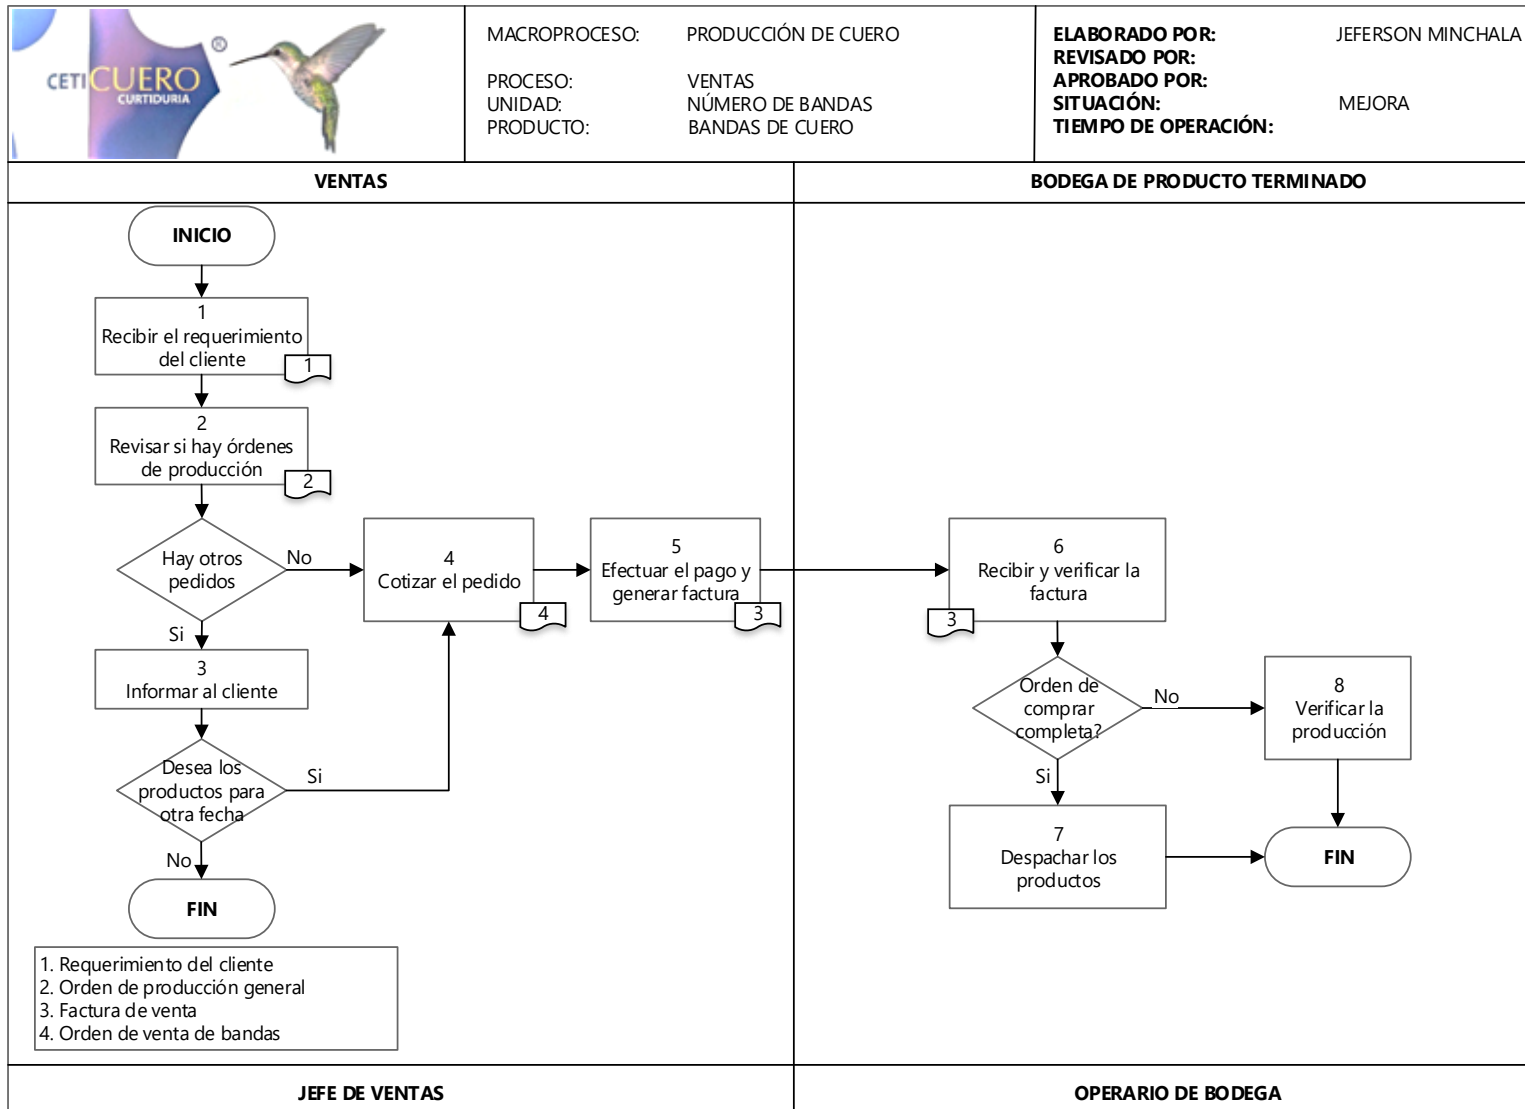 CETICUERO
®
CURTIDURIA
MACROPROCESO: PRODUCCIÓN DE CUERO
PROCESO: VENTAS
UNIDAD: NÚMERO DE BANDAS
PRODUCTO: BANDAS DE CUERO
ELABORADO POR: JEFERSON MINCHALA
REVISADO POR:
APROBADO POR:
SITUACIÓN: MEJORA
TIEMPO DE OPERACIÓN:
VENTAS
BODEGA DE PRODUCTO TERMINADO
INICIO
1
Recibir el requerimiento
del cliente
1
2
Revisar si hay órdenes
de producción
2
Hay otros
pedidos
No
Si
4
Cotizar el pedido
4
5
Efectuar el pago y
generar factura
3
6
Recibir y verificar la
factura
3
3
Informar al cliente
Desea los
productos para
otra fecha
Si
No
FIN
Orden de
comprar
completa?
No
Si
8
Verificar la
producción
7
Despachar los
productos
FIN
1. Requerimiento del cliente
2. Orden de producción general
3. Factura de venta
4. Orden de venta de bandas
JEFE DE VENTAS
OPERARIO DE BODEGA